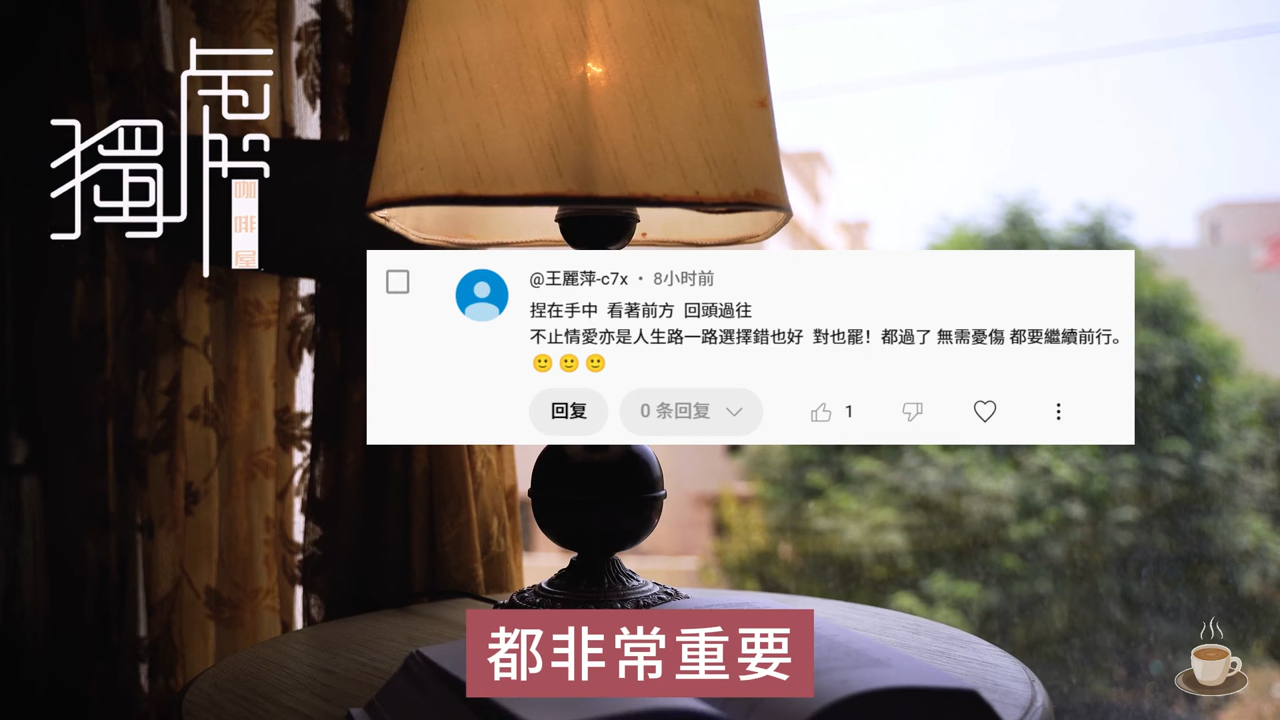 獨處
咖啡屋
@王麗萍-c7x · 8小时前
捏在手中 看著前方 回頭過往
不止情愛亦是人生路一路選擇錯也好 對也罷！都過了 無需憂傷 都要繼續前行。
🙂🙂🙂
回复 0 条回复 1
都非常重要